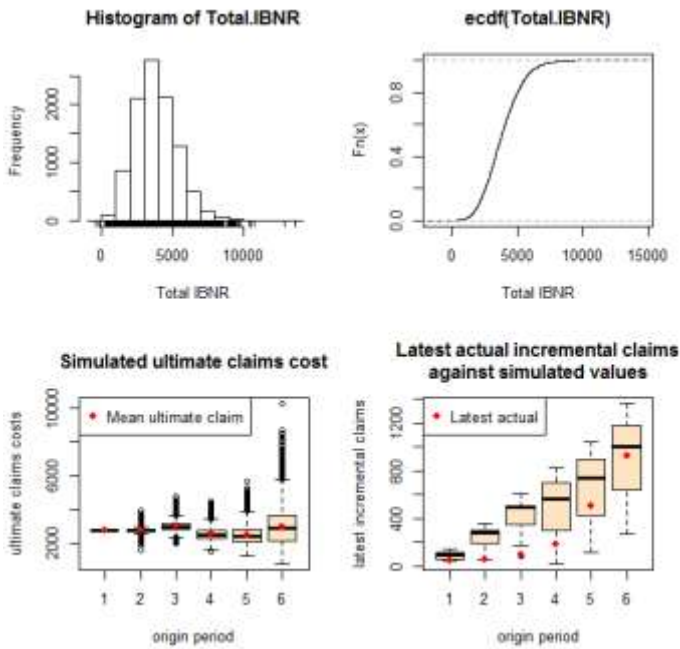 Histogram of Total.IBNR
Frequency
0 1000 2000
0 5000 10000
Total IBNR
ecdf(Total.IBNR)
Fn(x)
0.0 0.4 0.8
0 5000 10000 15000
Total IBNR
Simulated ultimate claims cost
Mean ultimate claim
ultimate claims costs
2000 6000 10000
1 2 3 4 5 6
origin period
Latest actual incremental claims
against simulated values
Latest actual
latest incremental claims
0 400 800 1200
1 2 3 4 5 6
origin period